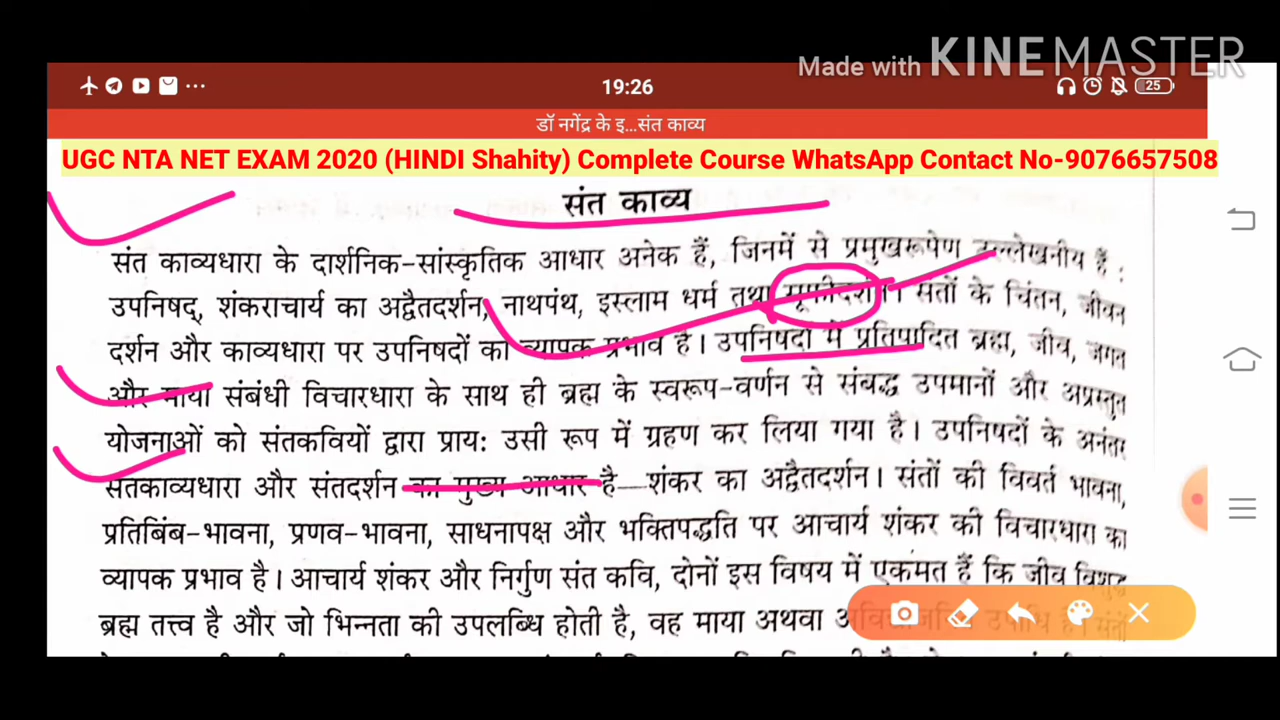 Made with KINEMASTER
19:26
25
डॉ नगेंद्र के इ...संत काव्य
UGC NTA NET EXAM 2020 (HINDI Shahity) Complete Course WhatsApp Contact No-9076657508
संत काव्य
संत काव्यधारा के दार्शनिक-सांस्कृतिक आधार अनेक हैं, जिनमें से प्रमुखरूपेण उल्लेखनीय हैं :
उपनिषद्, शंकराचार्य का अद्वैतदर्शन, नाथपंथ, इस्लाम धर्म तथा सूफीदर्शन। संतों के चिंतन, जीवन
दर्शन और काव्यधारा पर उपनिषदों का व्यापक प्रभाव है। उपनिषदों में प्रतिपादित ब्रह्म, जीव, जगत
और माया संबंधी विचारधारा के साथ ही ब्रह्म के स्वरूप-वर्णन से संबद्ध उपमानों और अप्रस्तुत
योजनाओं को संतकवियों द्वारा प्राय: उसी रूप में ग्रहण कर लिया गया है। उपनिषदों के अनंतर
संतकाव्यधारा और संतदर्शन का मुख्य आधार है—शंकर का अद्वैतदर्शन। संतों की विवर्त भावना,
प्रतिबिंब-भावना, प्रणव-भावना, साधनापक्ष और भक्तिपद्धति पर आचार्य शंकर की विचारधारा का
व्यापक प्रभाव है। आचार्य शंकर और निर्गुण संत कवि, दोनों इस विषय में एकमत हैं कि जीव विशुद्ध
ब्रह्म तत्त्व है और जो भिन्नता की उपलब्धि होती है, वह माया अथवा